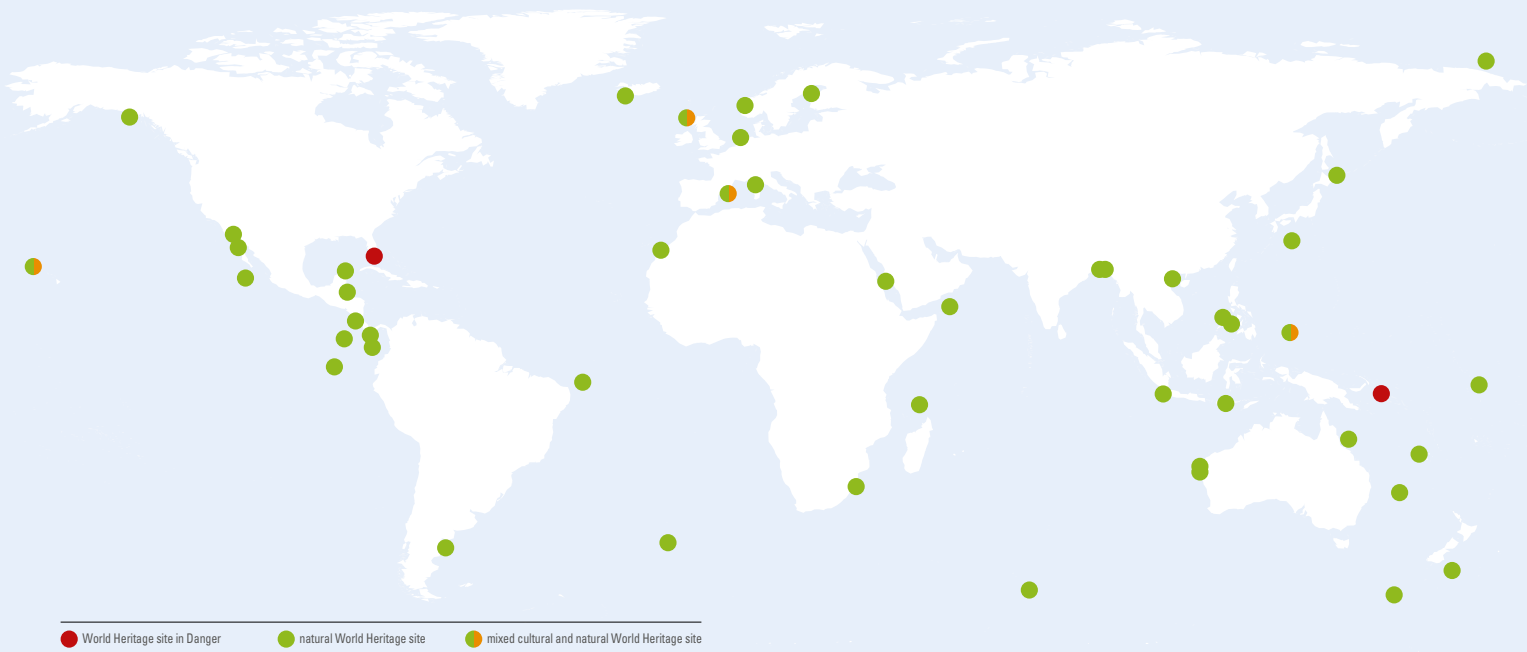 World Heritage site in Danger
natural World Heritage site
mixed cultural and natural World Heritage site